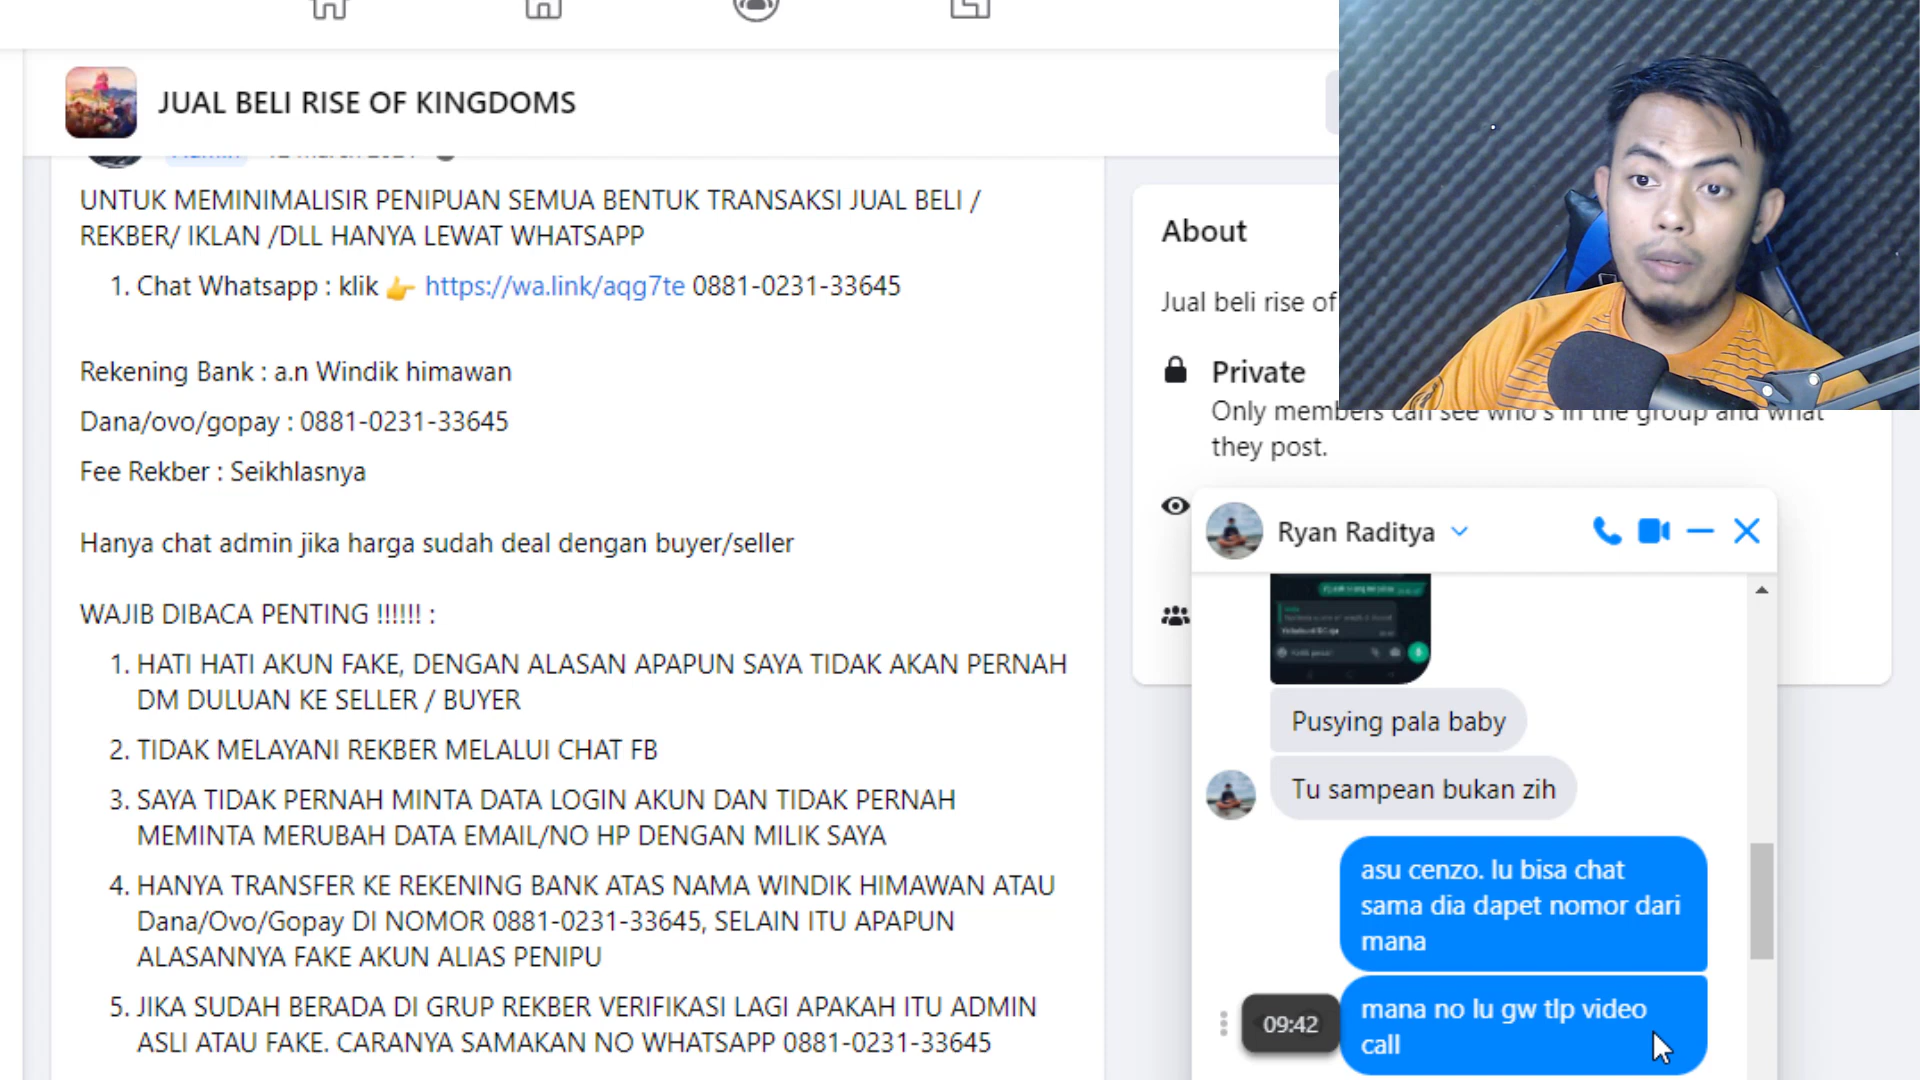 JUAL BELI RISE OF KINGDOMS
UNTUK MEMINIMALISIR PENIPUAN SEMUA BENTUK TRANSAKSI JUAL BELI /
REKBER/ IKLAN /DLL HANYA LEWAT WHATSAPP
1. Chat Whatsapp : klik 👉 https://wa.link/aqg7te 0881-0231-33645
Rekening Bank : a.n Windik himawan
Dana/ovo/gopay : 0881-0231-33645
Fee Rekber : Seikhlasnya
Hanya chat admin jika harga sudah deal dengan buyer/seller
WAJIB DIBACA PENTING !!!!!! :
1. HATI HATI AKUN FAKE, DENGAN ALASAN APAPUN SAYA TIDAK AKAN PERNAH
DM DULUAN KE SELLER / BUYER
2. TIDAK MELAYANI REKBER MELALUI CHAT FB
3. SAYA TIDAK PERNAH MINTA DATA LOGIN AKUN DAN TIDAK PERNAH
MEMINTA MERUBAH DATA EMAIL/NO HP DENGAN MILIK SAYA
4. HANYA TRANSFER KE REKENING BANK ATAS NAMA WINDIK HIMAWAN ATAU
Dana/Ovo/Gopay DI NOMOR 0881-0231-33645, SELAIN ITU APAPUN
ALASANNYA FAKE AKUN ALIAS PENIPU
5. JIKA SUDAH BERADA DI GRUP REKBER VERIFIKASI LAGI APAKAH ITU ADMIN
ASLI ATAU FAKE. CARANYA SAMAKAN NO WHATSAPP 0881-0231-33645
About
Jual beli rise of
Private
Only members can see who's in the group and what
they post.
Ryan Raditya
Pusying pala baby
Tu sampean bukan zih
asu cenzo. lu bisa chat
sama dia dapet nomor dari
mana
09:42
mana no lu gw tlp video
call